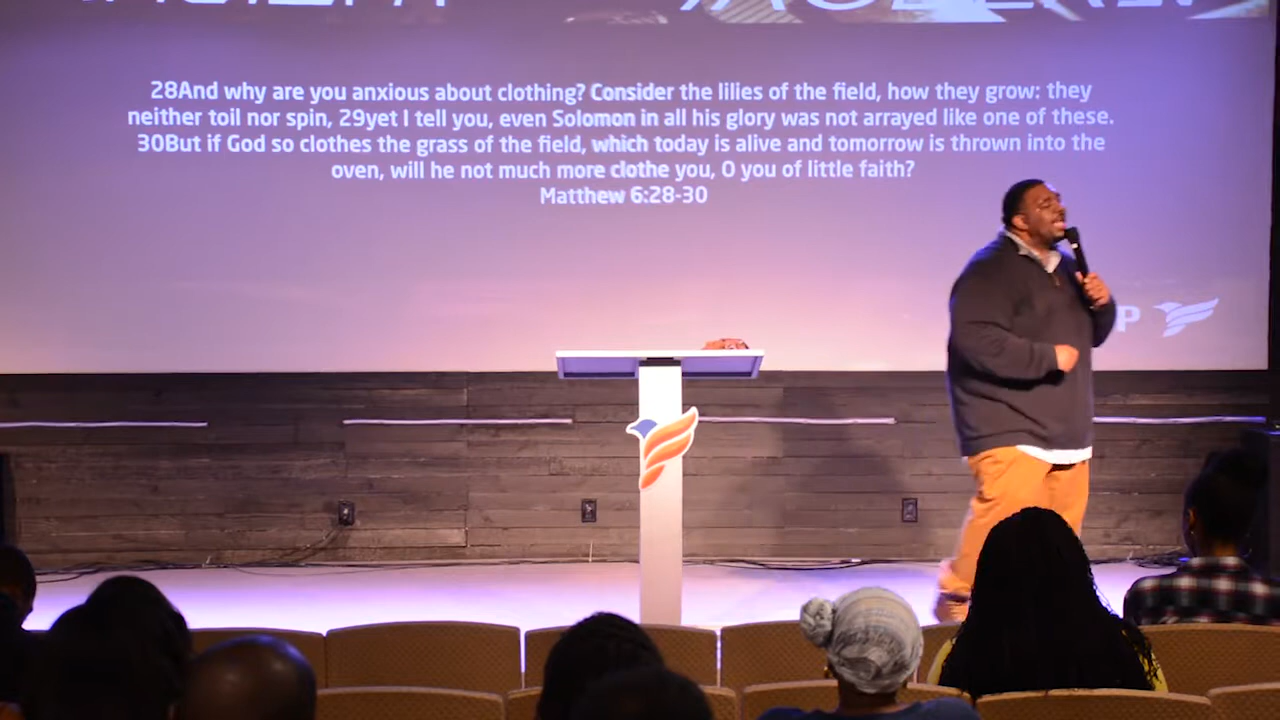 28And why are you anxious about clothing? Consider the lilies of the field, how they grow: they
neither toil nor spin, 29yet I tell you, even Solomon in all his glory was not arrayed like one of these.
30But if God so clothes the grass of the field, which today is alive and tomorrow is thrown into the
oven, will he not much more clothe you, O you of little faith?
Matthew 6:28-30
P